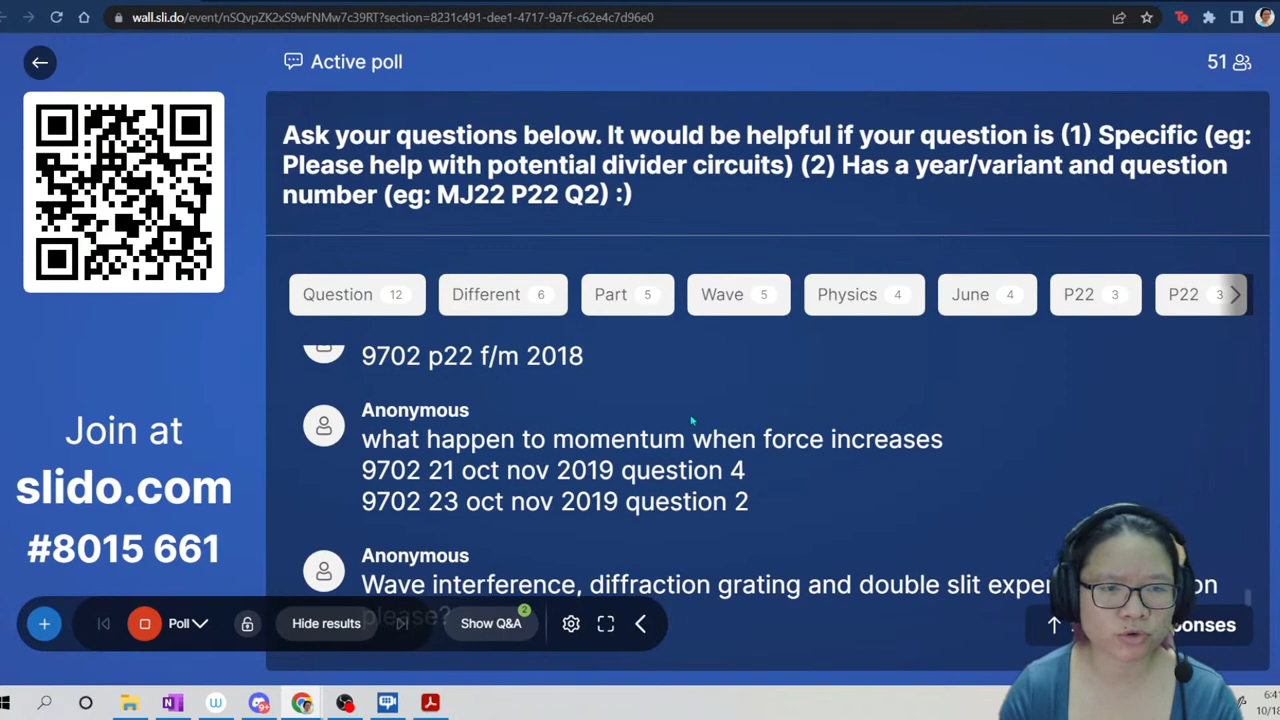 wall.sli.do/event/nSQvpZK2xS9wFNMw7c39RT?section=8231c491-dee1-4717-9a7f-c62e4c7d96e0
Active poll
51
Ask your questions below. It would be helpful if your question is (1) Specific (eg:
Please help with potential divider circuits) (2) Has a year/variant and question
number (eg: MJ22 P22 Q2) :)
Question 12
Different 6
Part 5
Wave 5
Physics 4
June 4
P22 3
P22 3
9702 p22 f/m 2018
Anonymous
what happen to momentum when force increases
9702 21 oct nov 2019 question 4
9702 23 oct nov 2019 question 2
Anonymous
Wave interference, diffraction grating and double slit on
please?
Join at
slido.com
#8015 661
Poll
Hide results
Show Q&A
2